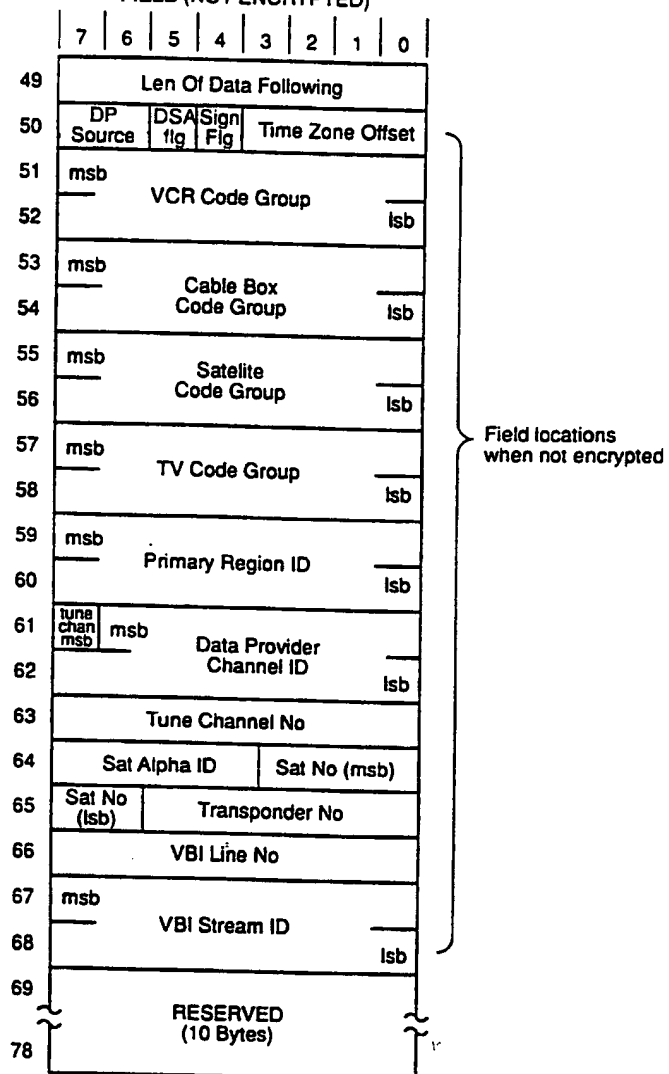 FIELD (NOT ENCRYPTED)
7 6 5 4 3 2 1 0
49 Len Of Data Following
50 DP Source DSA flg Sign Flg Time Zone Offset
51 msb
VCR Code Group
52 lsb
53 msb
Cable Box
Code Group
54 lsb
55 msb
Satelite
Code Group
56 lsb
57 msb
TV Code Group
58 lsb
59 msb
Primary Region ID
60 lsb
61 tune chan msb msb
Data Provider
Channel ID
62 lsb
63 Tune Channel No
64 Sat Alpha ID Sat No (msb)
65 Sat No (lsb) Transponder No
66 VBI Line No
67 msb
VBI Stream ID
68 lsb
69
RESERVED
(10 Bytes)
78
Field locations
when not encrypted